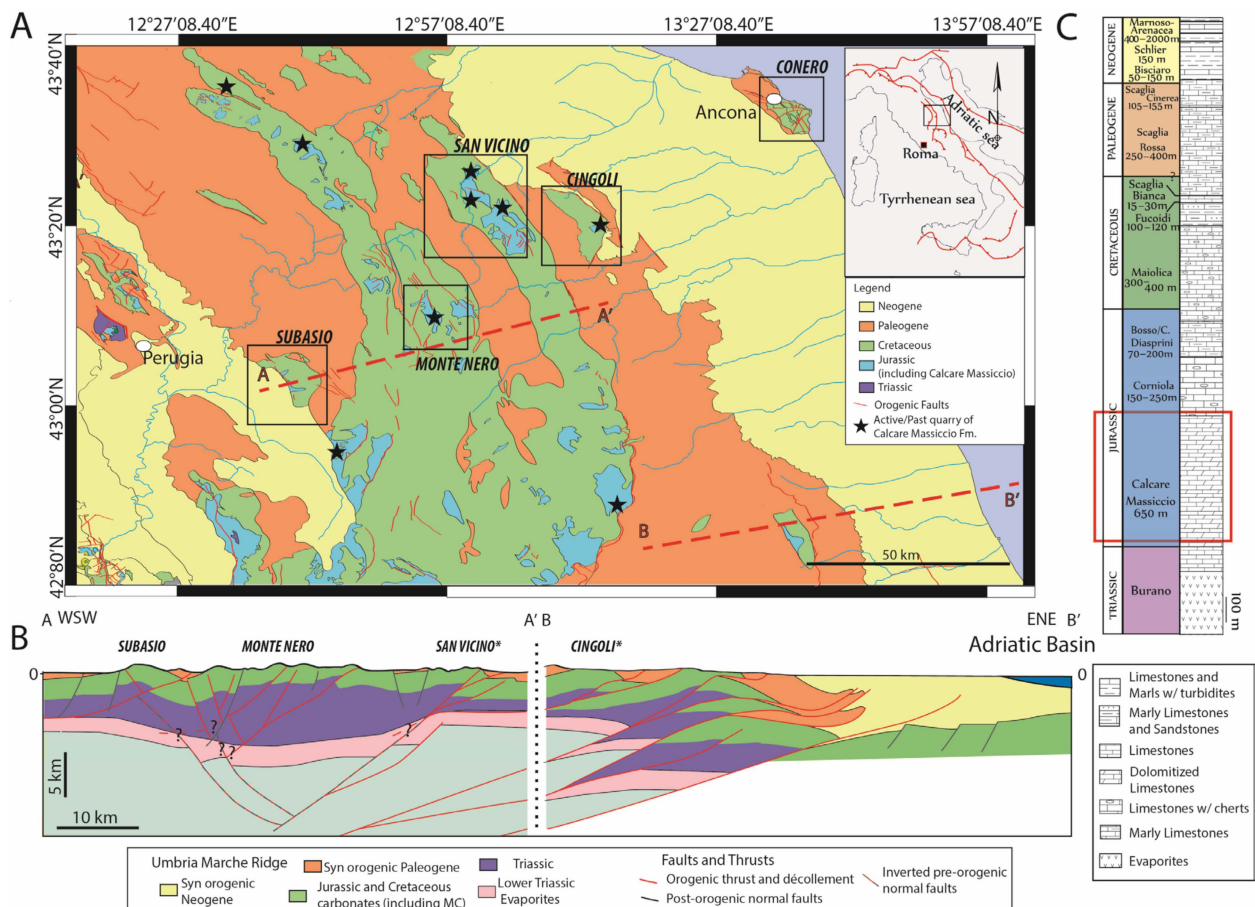 A
12°27'08.40"
12°57'08.40"
13°27'08.40"
13°57'08.40"E
43°40'N
43°20'N
43°00'N
42°80'N
CONERO
Ancona
SAN VICINO
CINGOLI
Perugia
SUBASIO
A
A'
MONTE NERO
B
B'
50 km
Adriatic sea
N
Roma
Tyrrhenean sea
Legend
Neogene
Paleogene
Cretaceous
Jurassic
(including Calcare Massiccio)
Triassic
Orogenic Faults
Active/Past quarry of
Calcare Massiccio Fm.
C
NEOGENE
Marnoso-
Arenacea
400–2000m
Schlier
150 m
Bisciaro
50–150 m
PALEOGENE
Scaglia
Cinerea
105–155 m
Scaglia
Rossa
250–400m
?
CRETACEOUS
Scaglia
Bianca
15–30m
Fucoidi
100–120 m
Maiolica
300–
400 m
JURASSIC
Bosso/C.
Diasprini
70–200m
Corniola
150–250m
Calcare
Massiccio
650 m
TRIASSIC
Burano
100 m
A WSW
A' B
ENE B'
B
SUBASIO
MONTE NERO
SAN VICINO*
CINGOLI*
Adriatic Basin
0
0
? ? ? ? ?
5 km
10 km
Limestones and
Marls w/ turbidites
Marly Limestones
and Sandstones
Limestones
Dolomitized
Limestones
Limestones w/ cherts
Marly Limestones
Evaporites
Umbria Marche Ridge
Syn orogenic
Neogene
Syn orogenic Paleogene
Jurassic and Cretaceous
carbonates (including MC)
Triassic
Lower Triassic
Evaporites
Faults and Thrusts
Orogenic thrust and décollement
Post-orogenic normal faults
Inverted pre-orogenic
normal faults